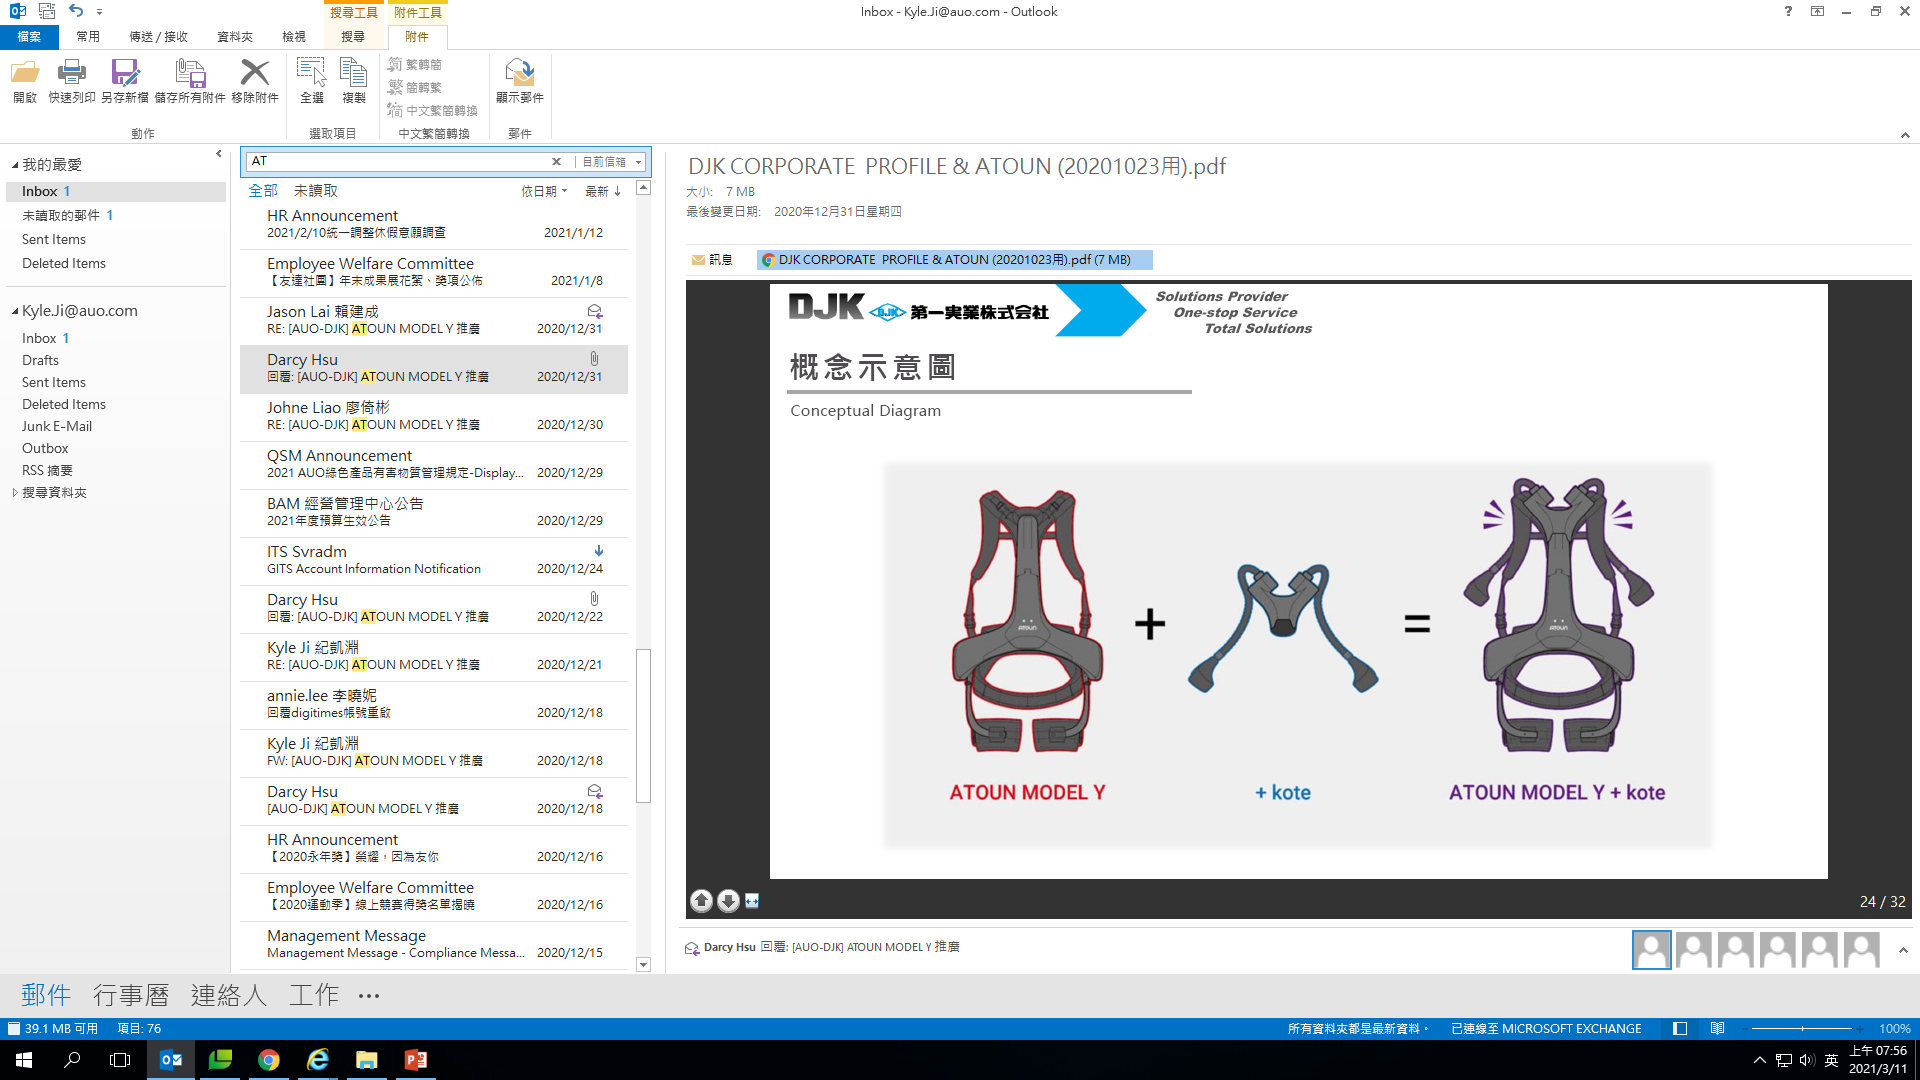 搜尋工具 附件工具 Inbox - Kyle.Ji@auo.com - Outlook
檔案 常用 傳送 / 接收 資料夾 檢視 搜尋 附件
開啟 快速列印 另存新檔 儲存所有附件 移除附件
動作
全選 複製
選取項目
繁轉簡
簡轉繁
中文繁簡轉換
中文繁簡轉換
顯示郵件
郵件
我的最愛
Inbox 1
未讀取的郵件 1
Sent Items
Deleted Items
Kyle.Ji@auo.com
Inbox 1
Drafts
Sent Items
Deleted Items
Junk E-Mail
Outbox
RSS 摘要
搜尋資料夾
AT 目前信箱
全部 未讀取 依日期 最新
HR Announcement
2021/2/10統一調整休假意願調查 2021/1/12
Employee Welfare Committee
【友達社團】年末成果展花絮、獎項公佈 2021/1/8
Jason Lai 賴建成
RE: [AUO-DJK] ATOUN MODEL Y 推廣 2020/12/31
Darcy Hsu
回覆: [AUO-DJK] ATOUN MODEL Y 推廣 2020/12/31
Johne Liao 廖倚彬
RE: [AUO-DJK] ATOUN MODEL Y 推廣 2020/12/30
QSM Announcement
2021 AUO綠色產品有害物質管理規定-Display... 2020/12/29
BAM 經營管理中心公告
2021年度預算生效公告 2020/12/29
ITS Svradm
GITS Account Information Notification 2020/12/24
Darcy Hsu
回覆: [AUO-DJK] ATOUN MODEL Y 推廣 2020/12/22
Kyle Ji 紀凱淵
RE: [AUO-DJK] ATOUN MODEL Y 推廣 2020/12/21
annie.lee 李曉妮
回覆digitimes帳號重啟 2020/12/18
Kyle Ji 紀凱淵
FW: [AUO-DJK] ATOUN MODEL Y 推廣 2020/12/18
Darcy Hsu
[AUO-DJK] ATOUN MODEL Y 推廣 2020/12/18
HR Announcement
【2020永年獎】榮耀，因為友你 2020/12/16
Employee Welfare Committee
【2020運動季】線上競賽得獎名單揭曉 2020/12/16
Management Message
Management Message - Compliance Messa... 2020/12/15
DJK CORPORATE PROFILE & ATOUN (20201023用).pdf
大小: 7 MB
最後變更日期: 2020年12月31日星期四
訊息 DJK CORPORATE PROFILE & ATOUN (20201023用).pdf (7 MB)
DJK DJK 第一実業株式会社
Solutions Provider
One-stop Service
Total Solutions
概念示意圖
Conceptual Diagram
ATOUN
ATOUN
+ =
ATOUN MODEL Y + kote ATOUN MODEL Y + kote
24 / 32
Darcy Hsu 回覆: [AUO-DJK] ATOUN MODEL Y 推廣
郵件 行事曆 連絡人 工作 •••
39.1 MB 可用 項目: 76 所有資料夾都是最新資料。 已連線至 MICROSOFT EXCHANGE 100%
英 上午 07:56
2021/3/11